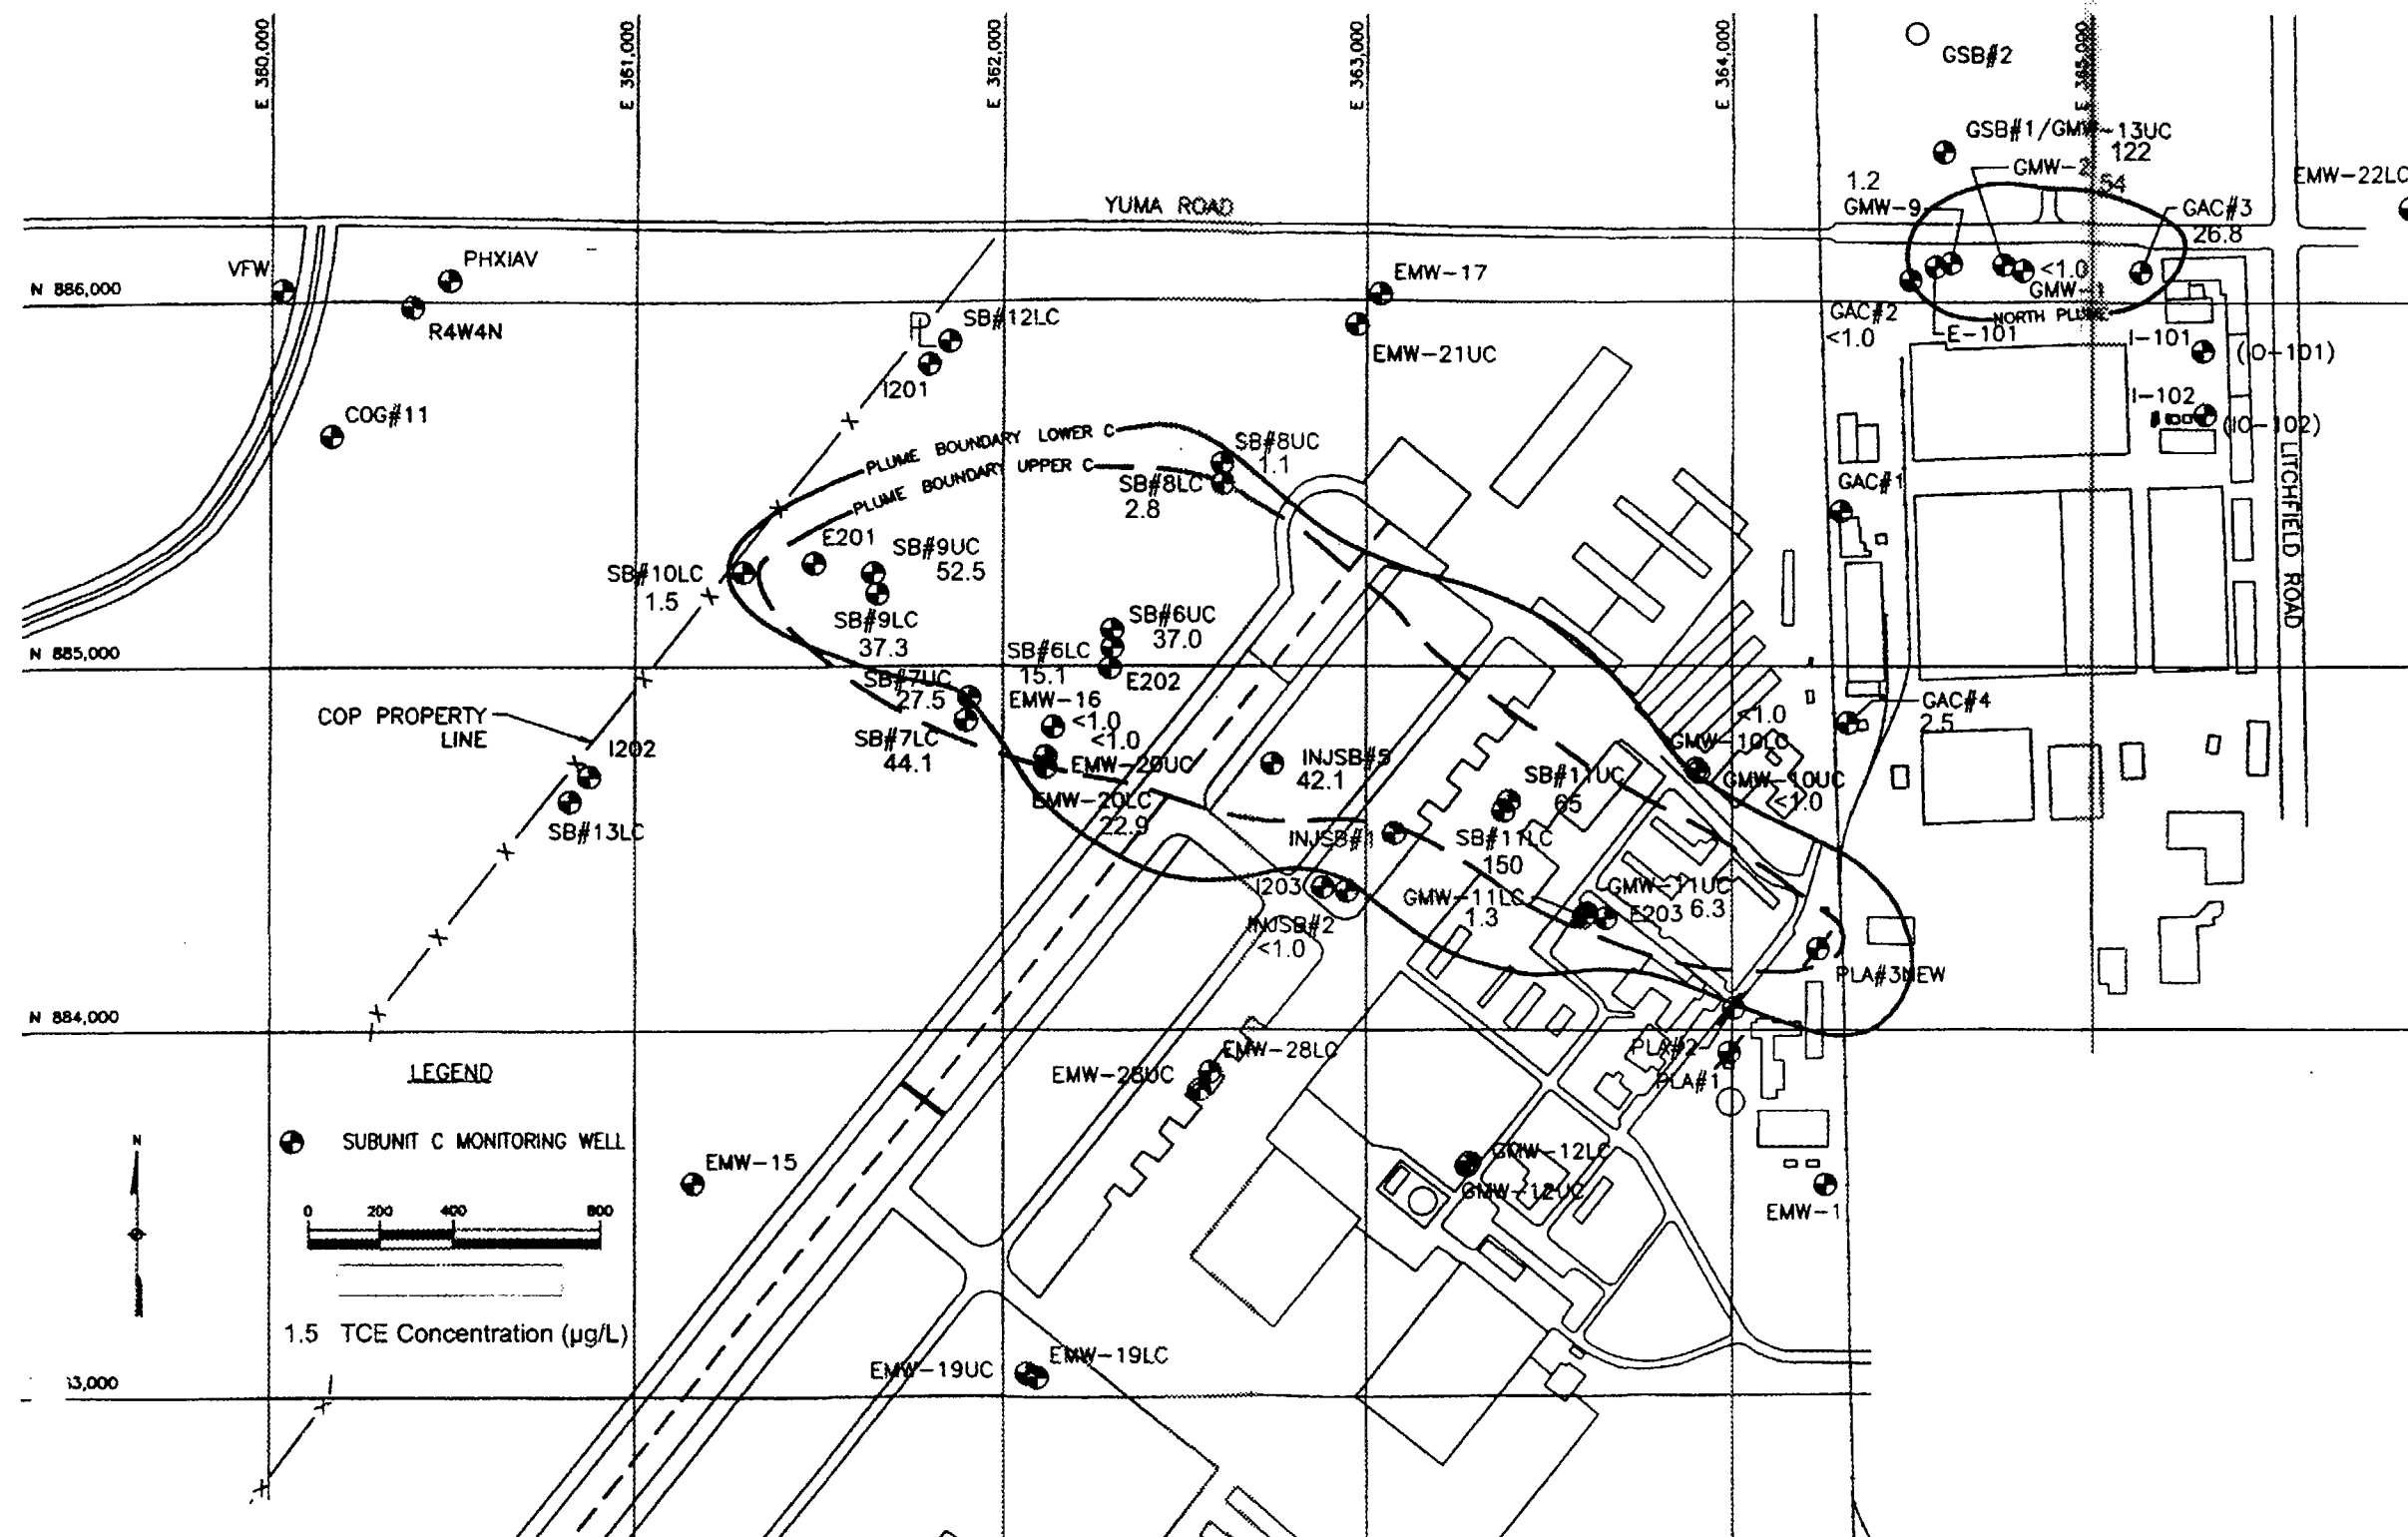 E 360,000
E 361,000
E 362,000
E 363,000
E 364,000
E 365,000
GSB#2
GSB#1/GMW-13UC
122
GMW-2
54
1.2
GMW-9
EMW-22LC
GAC#3
26.8
YUMA ROAD
VFW
PHXIAV
EMW-17
<1.0
GMW-1
N 886,000
R4W4N
PL
SB#12LC
GAC#2
<1.0
NORTH PLUME
E-101
I-101
(IO-101)
EMW-21UC
I201
I-102
(IO-102)
COG#11
PLUME BOUNDARY LOWER C
PLUME BOUNDARY UPPER C
SB#8UC
1.1
SB#8LC
2.8
GAC#1
LITCHFIELD ROAD
E201
SB#9UC
52.5
SB#10LC
1.5
SB#9LC
37.3
SB#6UC
37.0
N 885,000
SB#6LC
15.1
E202
SB#7UC
27.5
EMW-16
<1.0
GAC#4
2.5
COP PROPERTY
LINE
SB#7LC
44.1
<1.0
EMW-20UC
<1.0
GMW-10LC
I202
INJSB#5
42.1
SB#11UC
65
GMW-10UC
<1.0
EMW-20LC
22.9
SB#13LC
INJSB#1
SB#11LC
150
I203
GMW-11LC
1.3
GMW-11UC
6.3
E203
INJSB#2
<1.0
PLA#3NEW
N 884,000
PLA#2
PLA#1
EMW-28LC
EMW-28UC
LEGEND
N
SUBUNIT C MONITORING WELL
EMW-15
GMW-12LC
GMW-12UC
EMW-1
0 200 400 800
1.5 TCE Concentration (µg/L)
EMW-19UC
EMW-19LC
3,000